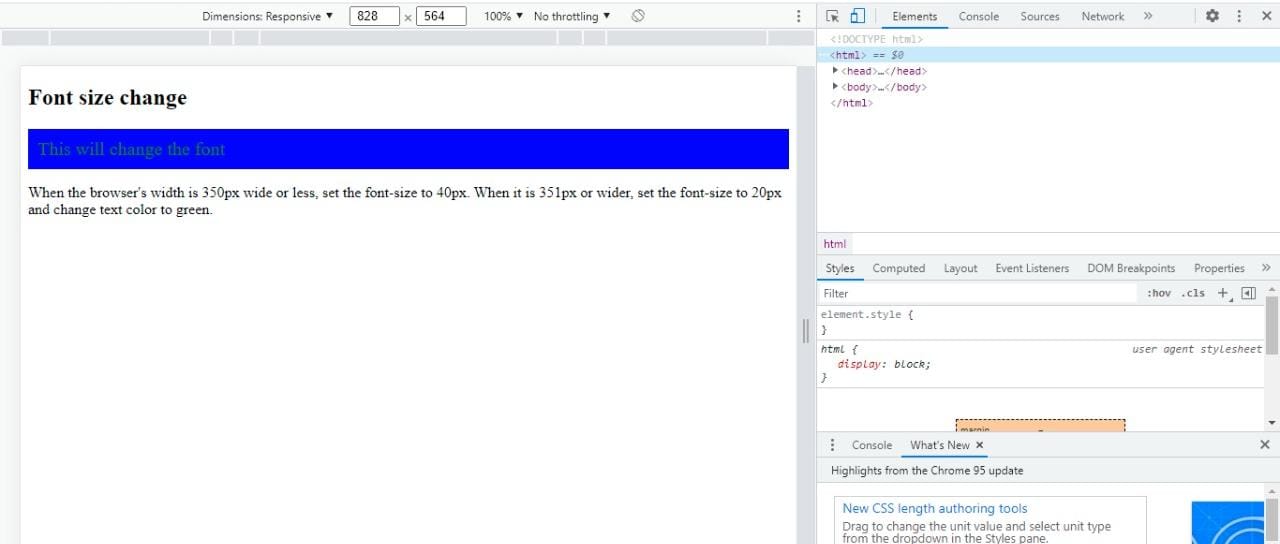 Dimensions: Responsive ▼ 828 × 564 100% ▼ No throttling ▼
Elements Console Sources Network »
<!DOCTYPE html>
<html> == $0
<head>…</head>
<body>…</body>
</html>
Font size change
This will change the font
When the browser's width is 350px wide or less, set the font-size to 40px. When it is 351px or wider, set the font-size to 20px
and change text color to green.
html
Styles Computed Layout Event Listeners DOM Breakpoints Properties »
Filter :hov .cls +
element.style {
}
html { user agent stylesheet
display: block;
}
margin
Console What's New ×
Highlights from the Chrome 95 update
New CSS length authoring tools
Drag to change the unit value and select unit type
from the dropdown in the Styles pane.